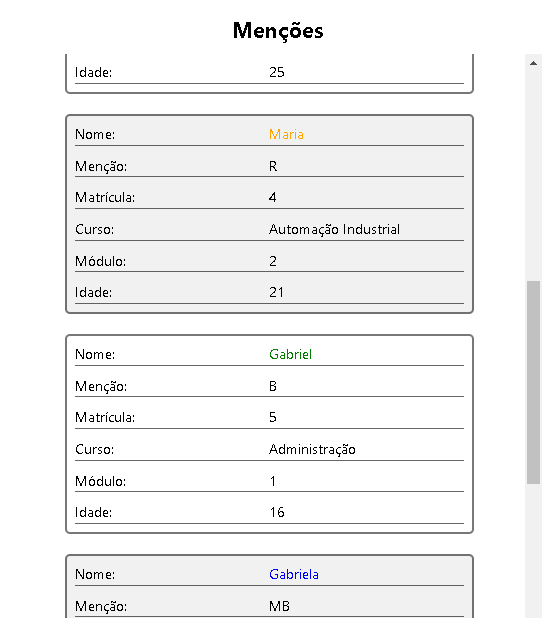 Menções
Idade: 25
Nome: Maria
Menção: R
Matrícula: 4
Curso: Automação Industrial
Módulo: 2
Idade: 21
Nome: Gabriel
Menção: B
Matrícula: 5
Curso: Administração
Módulo: 1
Idade: 16
Nome: Gabriela
Menção: MB